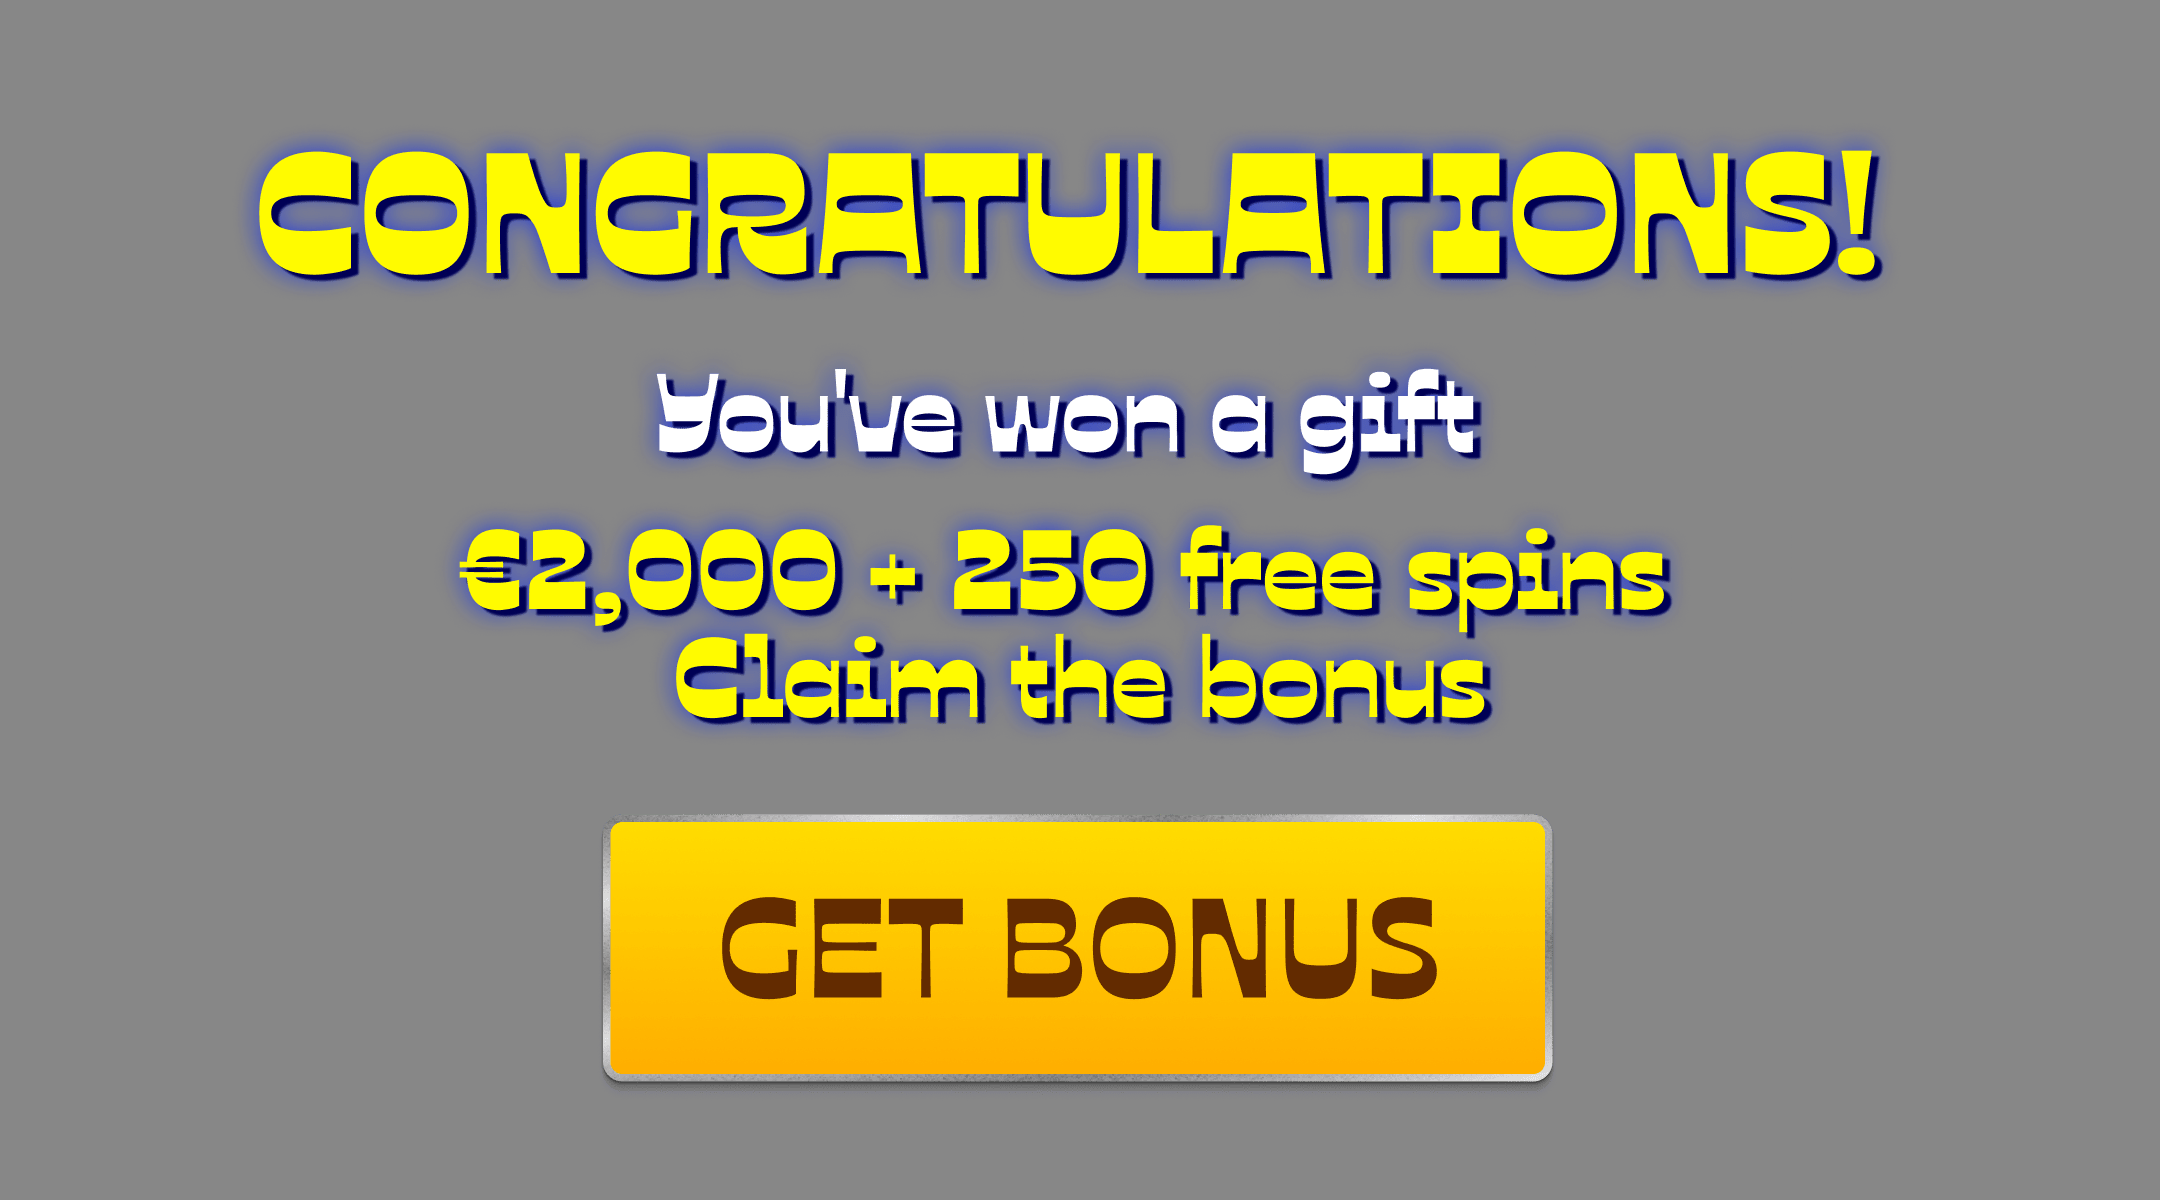 CONGRATULATIONS!
You've won a gift
€2,000 + 250 free spins
Claim the bonus
GET BONUS